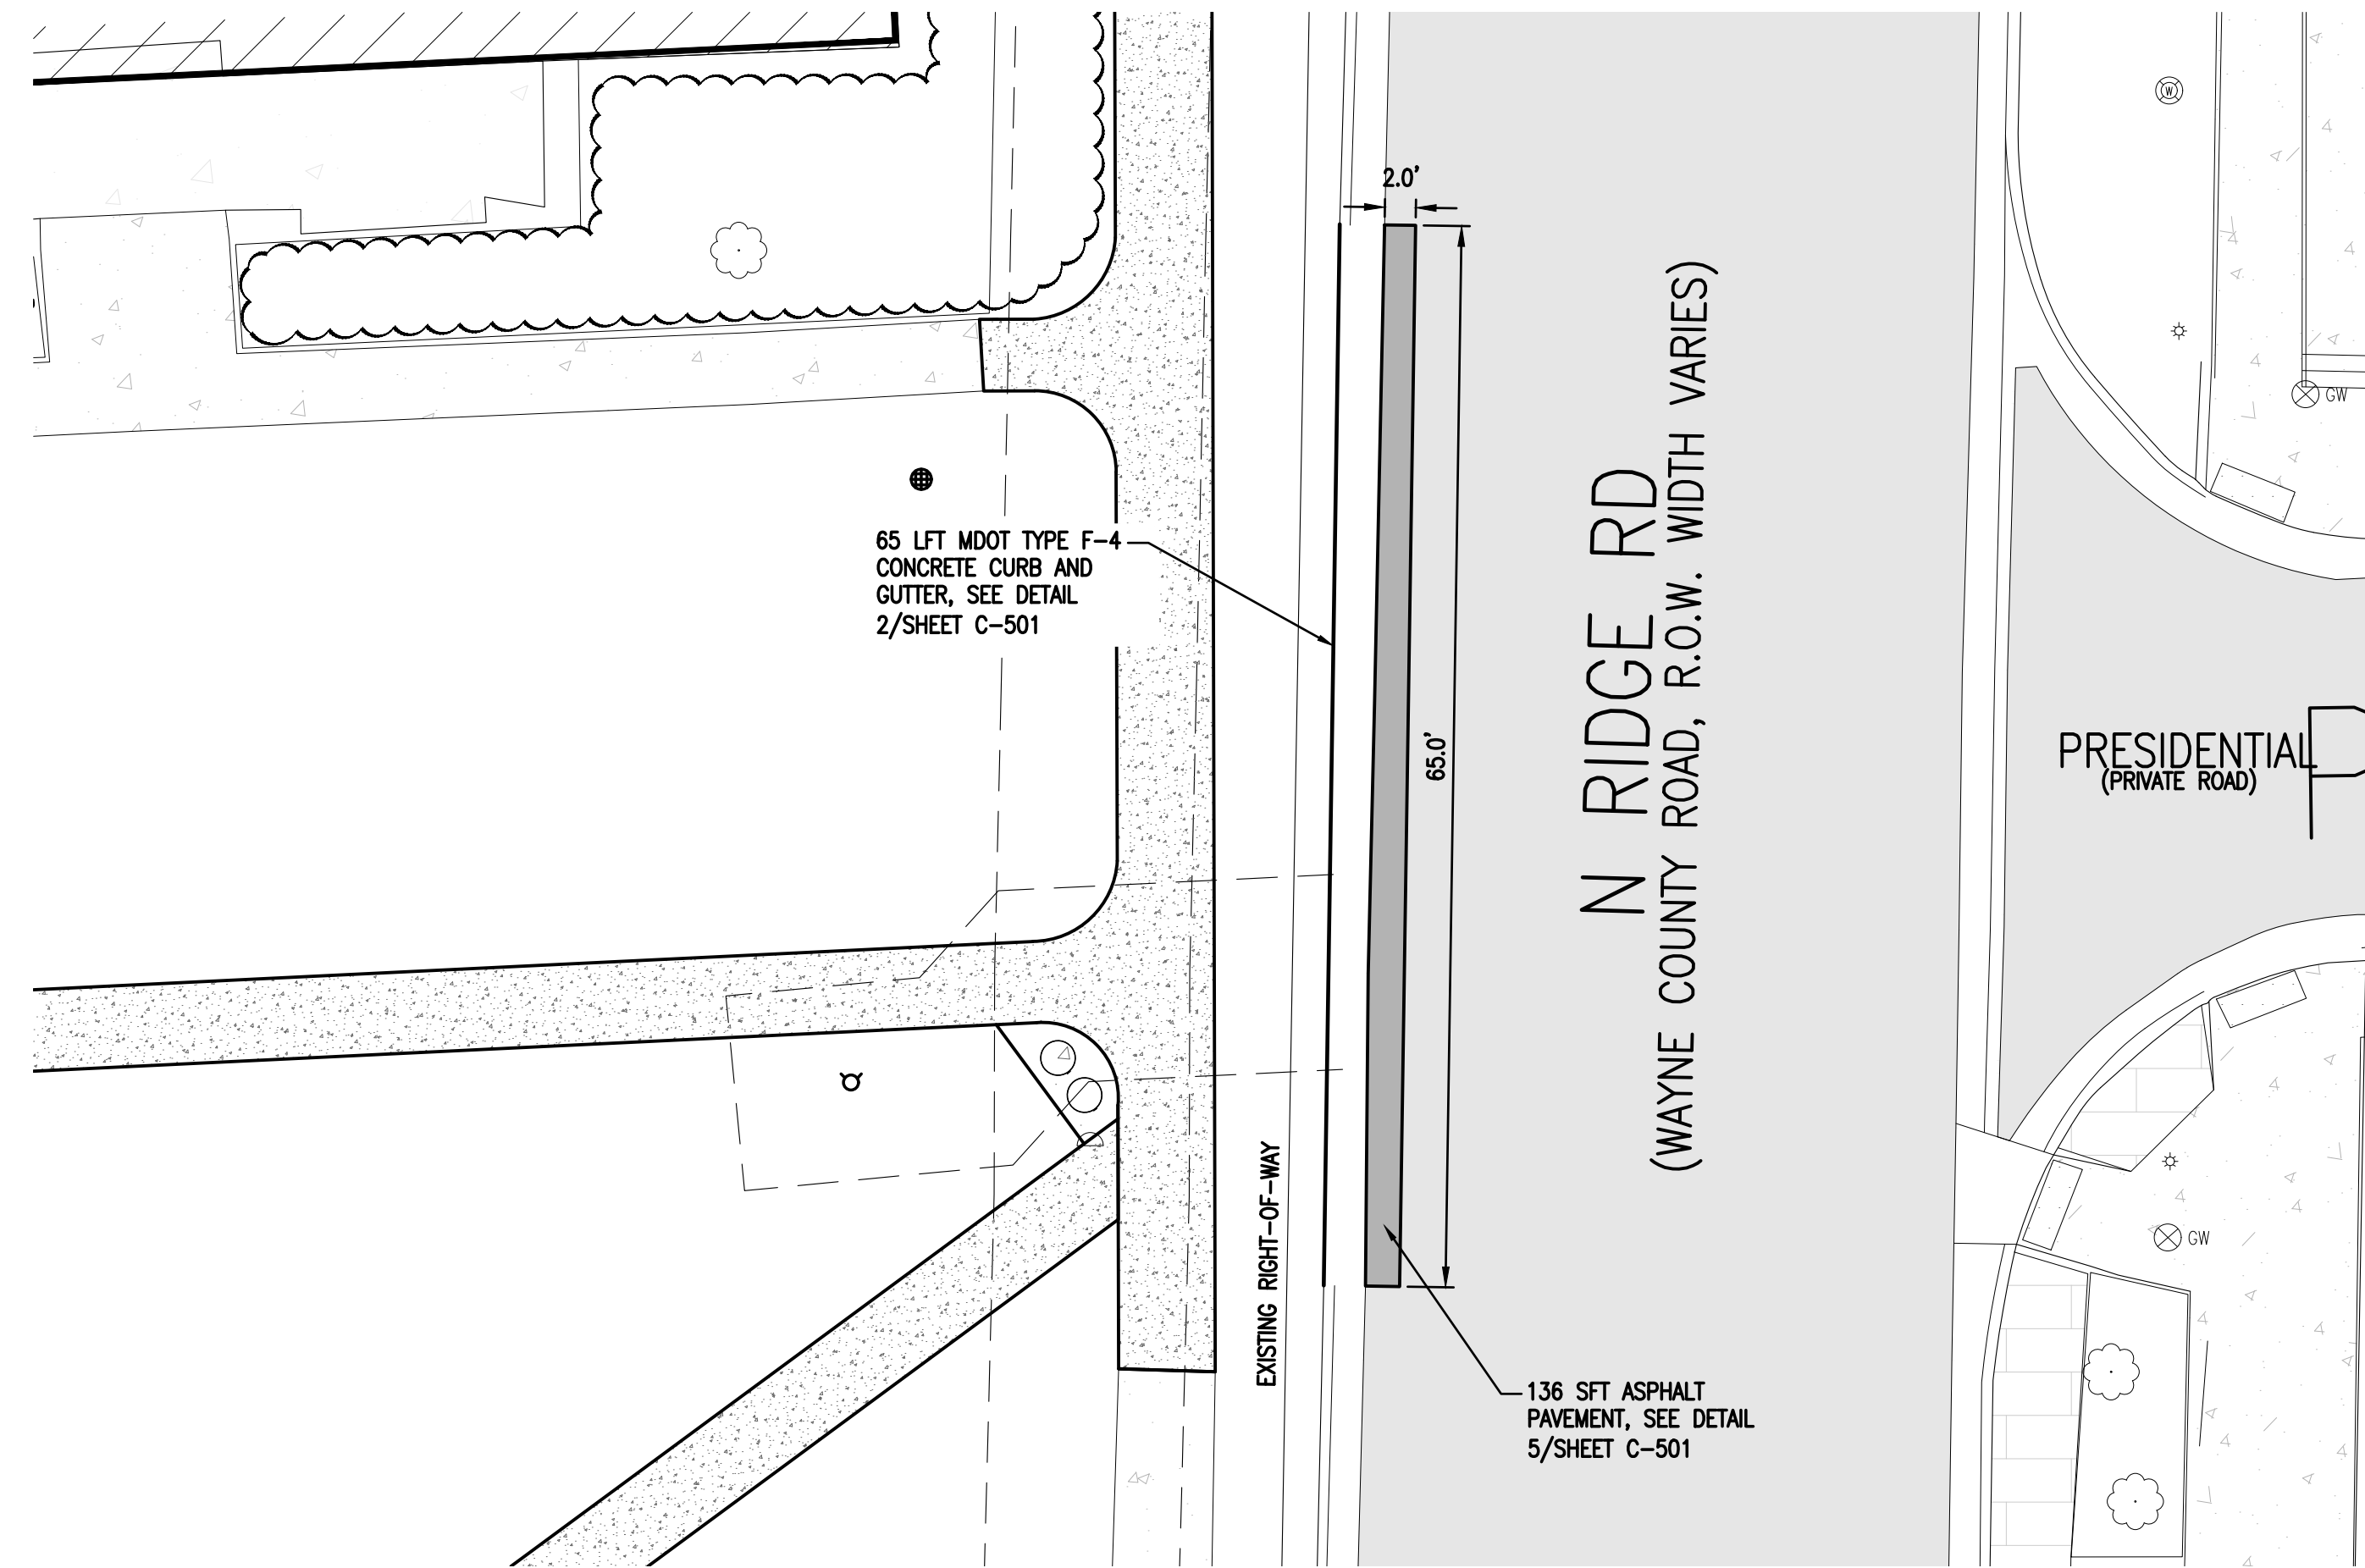 2.0'
65 LFT MDOT TYPE F-4
CONCRETE CURB AND
GUTTER, SEE DETAIL
2/SHEET C-501
65.0'
N RIDGE RD
(WAYNE COUNTY ROAD, R.O.W. WIDTH VARIES)
W
GW
PRESIDENTIAL
(PRIVATE ROAD)
P
GW
EXISTING RIGHT-OF-WAY
136 SFT ASPHALT
PAVEMENT, SEE DETAIL
5/SHEET C-501